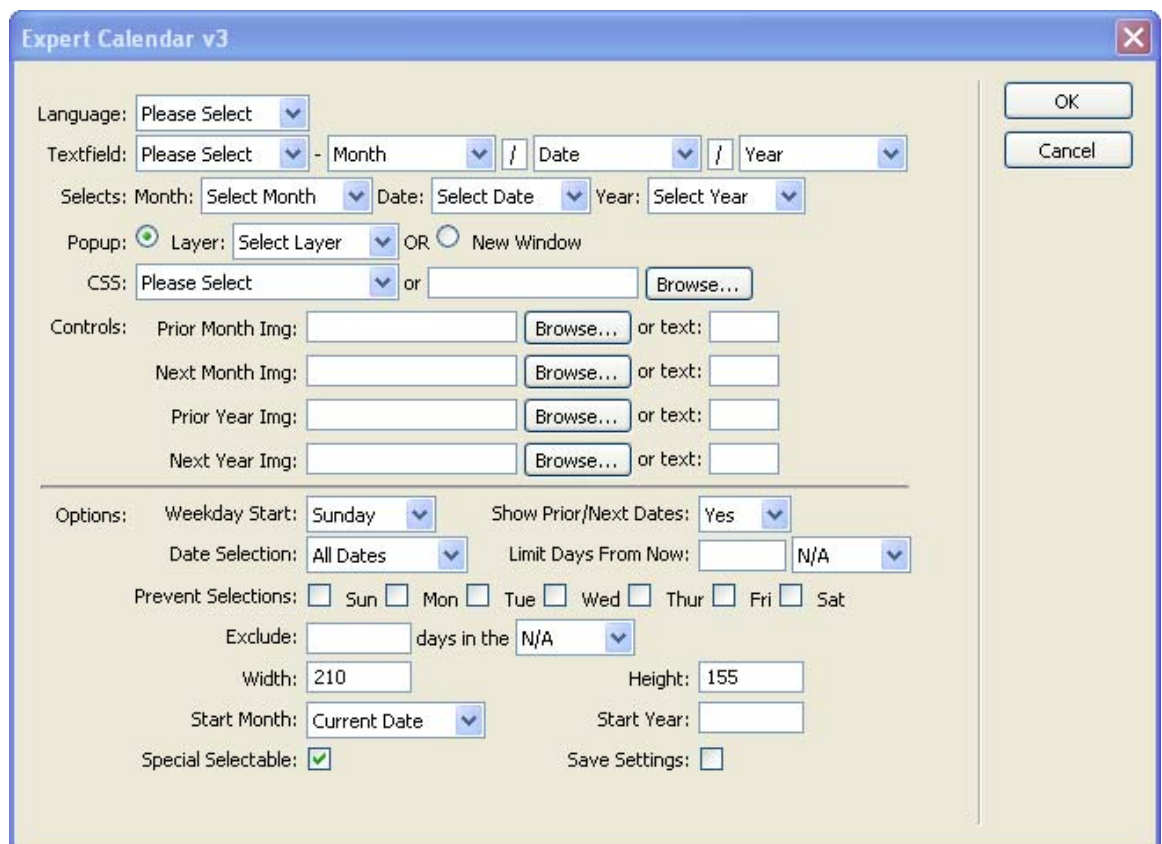 Expert Calendar v3
Language: Please Select OK
Textfield: Please Select - Month / Date / Year Cancel
Selects: Month: Select Month Date: Select Date Year: Select Year
Popup: Layer: Select Layer OR New Window
CSS: Please Select or Browse...
Controls: Prior Month Img: Browse... or text:
Next Month Img: Browse... or text:
Prior Year Img: Browse... or text:
Next Year Img: Browse... or text:
Options: Weekday Start: Sunday Show Prior/Next Dates: Yes
Date Selection: All Dates Limit Days From Now: N/A
Prevent Selections: Sun Mon Tue Wed Thur Fri Sat
Exclude: days in the N/A
Width: 210 Height: 155
Start Month: Current Date Start Year:
Special Selectable: Save Settings: